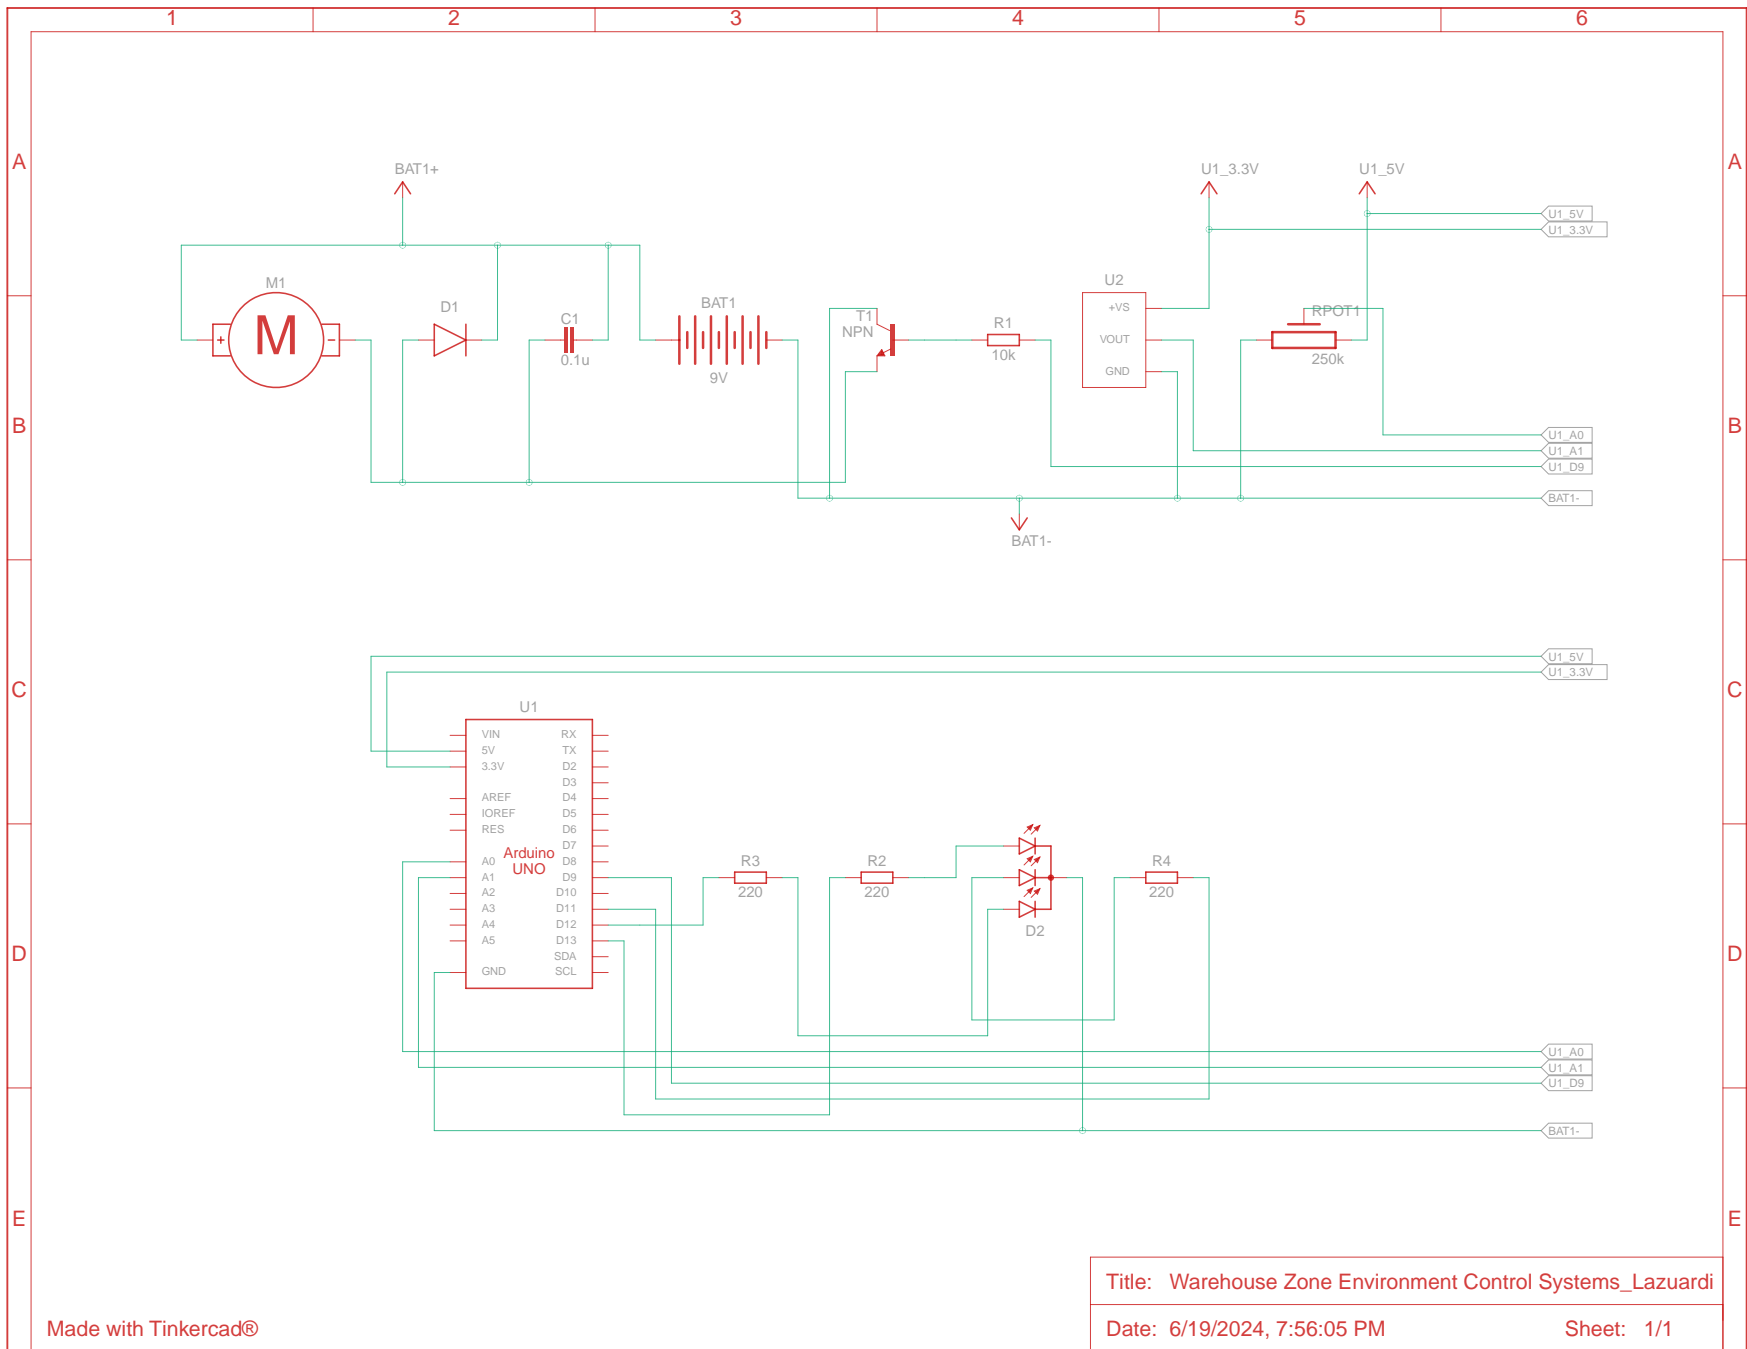 1 2 3 4 5 6
A A
BAT1+ U1_3.3V U1_5V
U1_5V
U1_3.3V
M1 D1 C1 BAT1 T1 R1 U2 RPOT1
M + - 0.1u 9V NPN 10k 250k
+VS
VOUT
GND
B B
U1_A0
U1_A1
U1_D9
BAT1-
BAT1-
U1_5V
U1_3.3V
C C
U1
VIN RX
5V TX
3.3V D2
D3
AREF D4
IOREF D5
RES D6
D7
Arduino
UNO
A0 D8
A1 D9
A2 D10
A3 D11
A4 D12
A5 D13
SDA
GND SCL
R3 R2 R4
220 220 220
D2
D D
U1_A0
U1_A1
U1_D9
BAT1-
E E
Title: Warehouse Zone Environment Control Systems_Lazuardi
Made with Tinkercad®
Date: 6/19/2024, 7:56:05 PM Sheet: 1/1